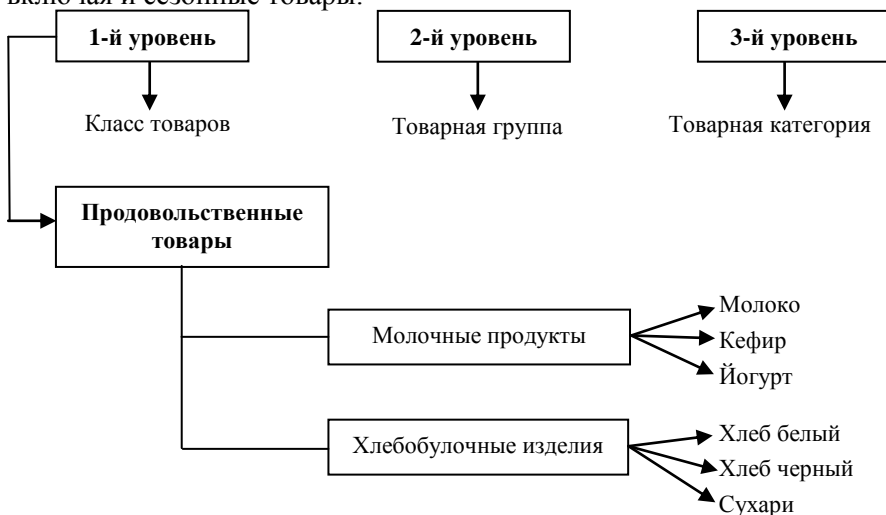 включая и сезонные товары.
1-й уровень 2-й уровень 3-й уровень
Класс товаров Товарная группа Товарная категория
Продовольственные
товары
Молочные продукты
Молоко
Кефир
Йогурт
Хлебобулочные изделия
Хлеб белый
Хлеб черный
Сухари